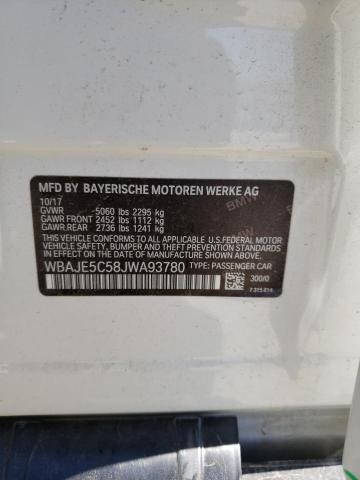 MFD BY BAYERISCHE MOTOREN WERKE AG
10/17
GVWR 5060 lbs 2295 kg
GAWR FRONT 2452 lbs 1112 kg
GAWR REAR 2736 lbs 1241 kg
THIS VEHICLE CONFORMS TO ALL APPLICABLE U.S. FEDERAL MOTOR VEHICLE
SAFETY, BUMPER AND THEFT PREVENTION STANDARDS
IN EFFECT ON THE DATE OF MANUFACTURE SHOWN ABOVE.
WBAJE5C58JWA93780 TYPE: PASSENGER CAR
300/0
BMW